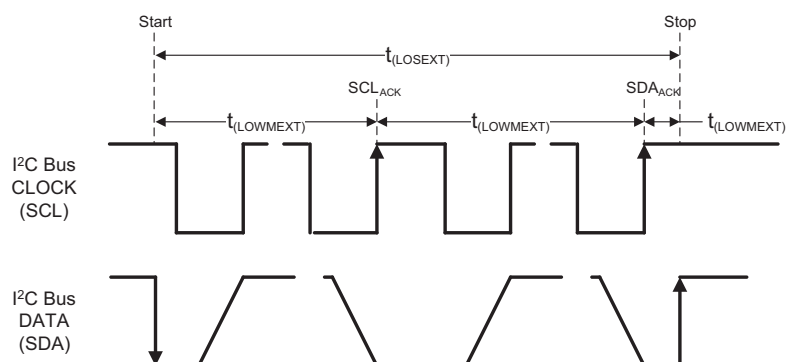 Start
Stop
t(LOSEXT)
SCLACK
SDAACK
t(LOWMEXT)
t(LOWMEXT)
t(LOWMEXT)
I²C Bus
CLOCK
(SCL)
I²C Bus
DATA
(SDA)